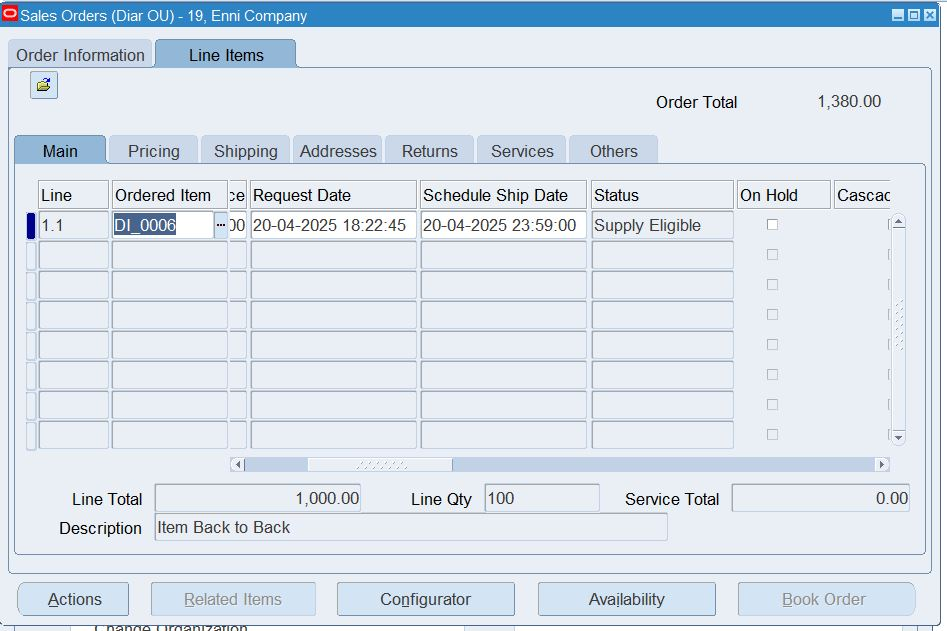 Sales Orders (Diar OU) - 19, Enni Company
Order Information Line Items
Order Total 1,380.00
Main Pricing Shipping Addresses Returns Services Others
Line Ordered Item ce Request Date Schedule Ship Date Status On Hold Cascac
1.1 DI_0006 ... 00 20-04-2025 18:22:45 20-04-2025 23:59:00 Supply Eligible
Line Total 1,000.00 Line Qty 100 Service Total 0.00
Description Item Back to Back
Actions Related Items Configurator Availability Book Order
Change Organization